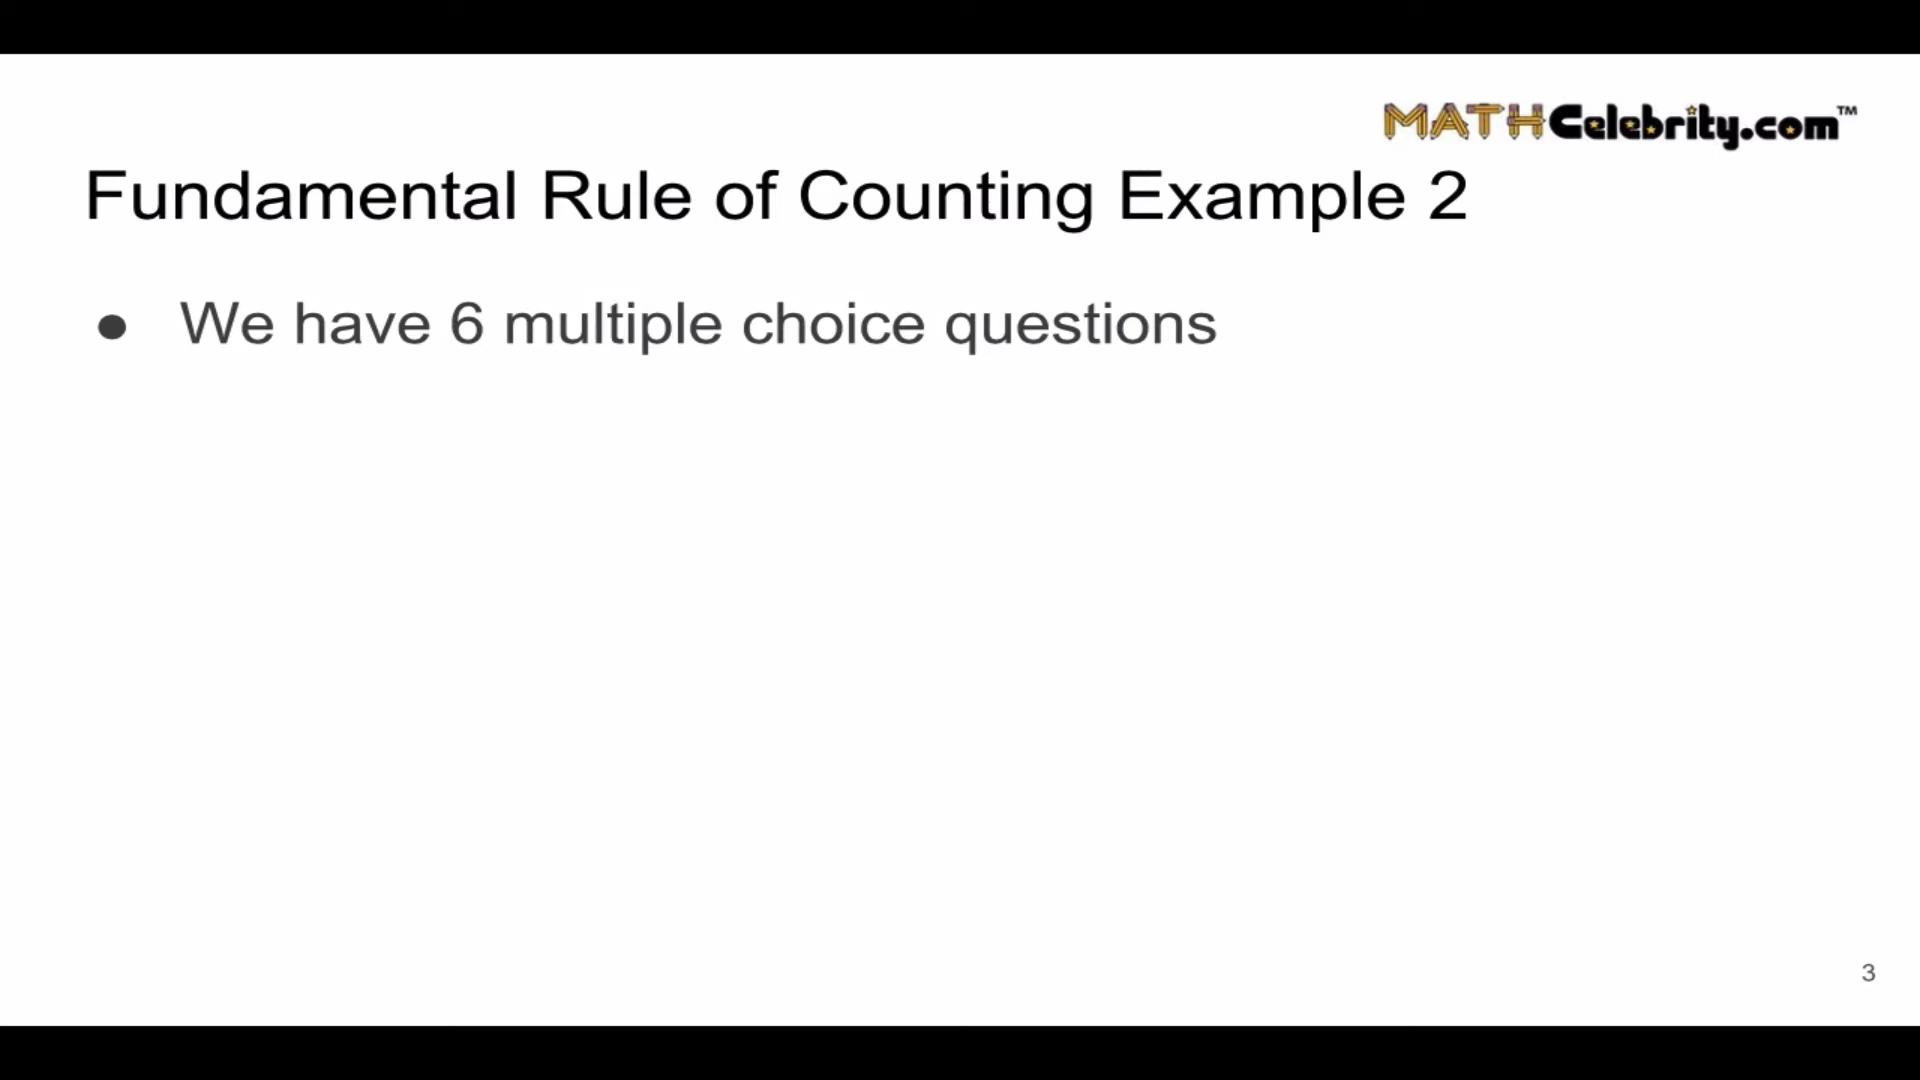 MATHCelebrity.com™
Fundamental Rule of Counting Example 2
● We have 6 multiple choice questions
3